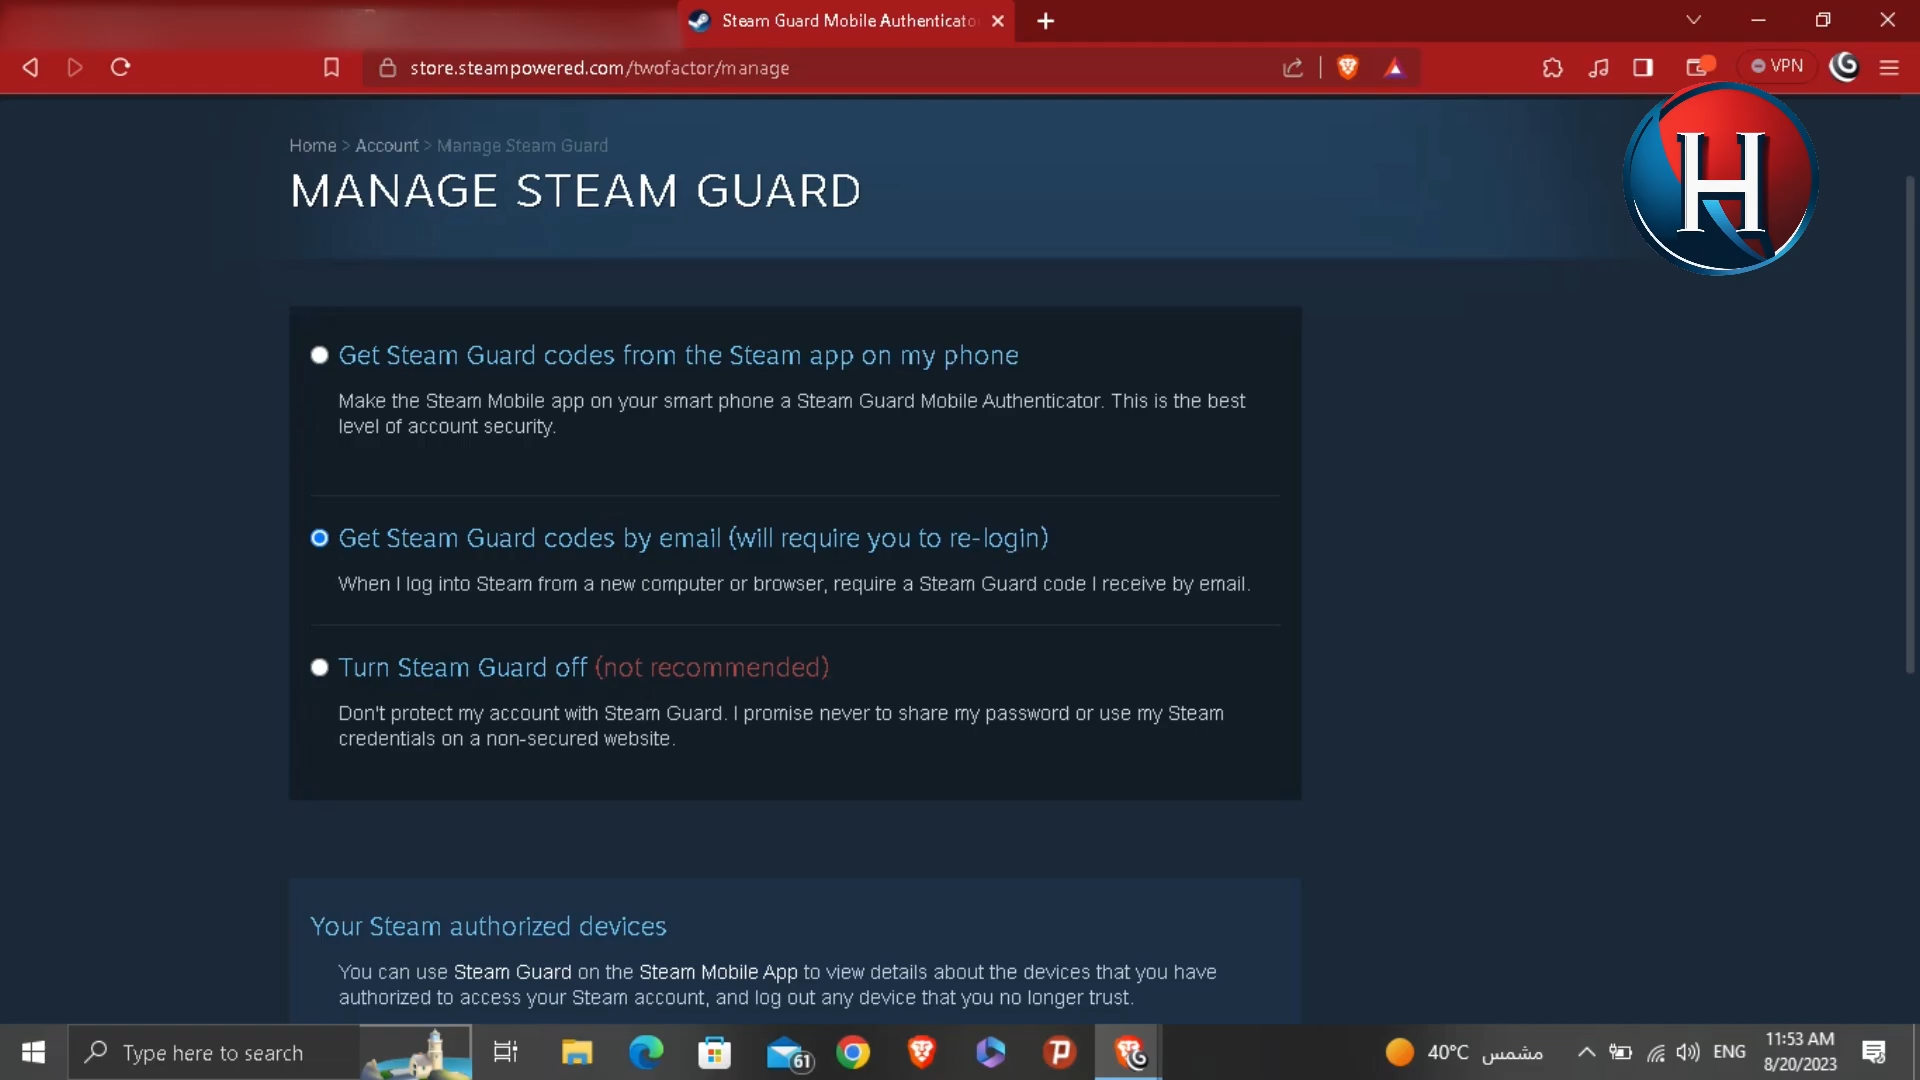 Steam Guard Mobile Authenticato
store.steampowered.com/twofactor/manage
VPN
H
Home > Account > Manage Steam Guard
MANAGE STEAM GUARD
Get Steam Guard codes from the Steam app on my phone
Make the Steam Mobile app on your smart phone a Steam Guard Mobile Authenticator. This is the best
level of account security.
Get Steam Guard codes by email (will require you to re-login)
When I log into Steam from a new computer or browser, require a Steam Guard code I receive by email.
Turn Steam Guard off (not recommended)
Don't protect my account with Steam Guard. I promise never to share my password or use my Steam
credentials on a non-secured website.
Your Steam authorized devices
You can use Steam Guard on the Steam Mobile App to view details about the devices that you have
authorized to access your Steam account, and log out any device that you no longer trust.
Type here to search
61
P
40°C مشمس
ENG
11:53 AM
8/20/2023